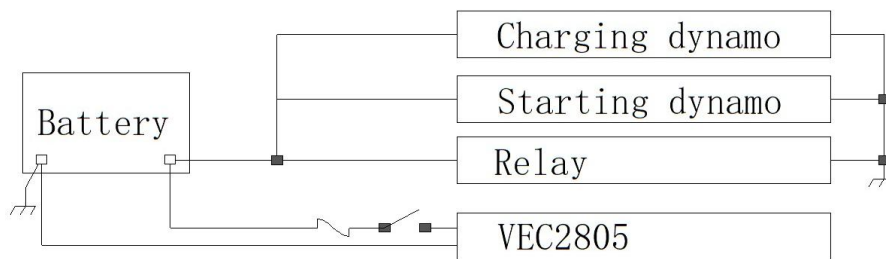 Charging dynamo
Starting dynamo
Battery
Relay
VEC2805